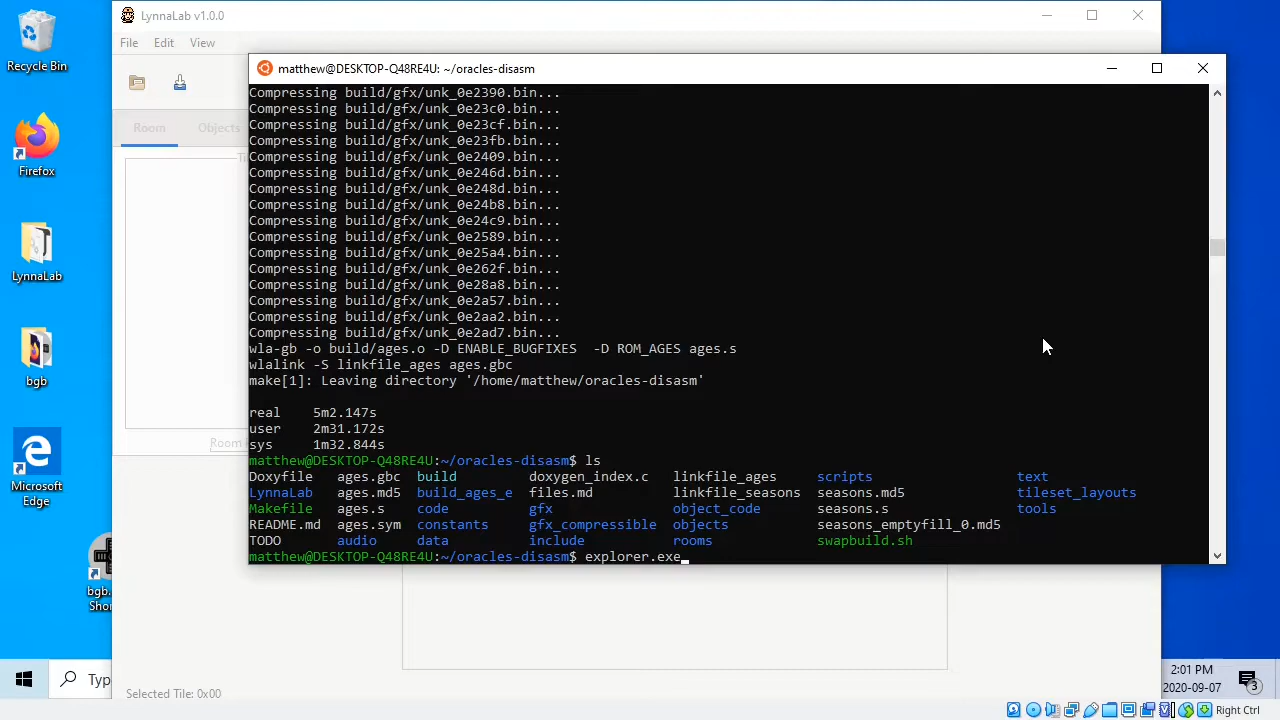 Recycle Bin
Firefox
LynnaLab
bgb
Microsoft
Edge
bgb.
Sho
LynnaLab v1.0.0
File Edit View
Room Objects
matthew@DESKTOP-Q48RE4U: ~/oracles-disasm
Compressing build/gfx/unk_0e2390.bin...
Compressing build/gfx/unk_0e23c0.bin...
Compressing build/gfx/unk_0e23cf.bin...
Compressing build/gfx/unk_0e23fb.bin...
Compressing build/gfx/unk_0e2409.bin...
Compressing build/gfx/unk_0e246d.bin...
Compressing build/gfx/unk_0e248d.bin...
Compressing build/gfx/unk_0e24b8.bin...
Compressing build/gfx/unk_0e24c9.bin...
Compressing build/gfx/unk_0e2589.bin...
Compressing build/gfx/unk_0e25a4.bin...
Compressing build/gfx/unk_0e262f.bin...
Compressing build/gfx/unk_0e28a8.bin...
Compressing build/gfx/unk_0e2a57.bin...
Compressing build/gfx/unk_0e2aa2.bin...
Compressing build/gfx/unk_0e2ad7.bin...
wla-gb -o build/ages.o -D ENABLE_BUGFIXES  -D ROM_AGES ages.s
wlalink -S linkfile_ages ages.gbc
make[1]: Leaving directory '/home/matthew/oracles-disasm'
real 5m2.147s
user 2m31.172s
sys 1m32.844s
matthew@DESKTOP-Q48RE4U:~/oracles-disasm$ ls
Doxyfile ages.gbc build doxygen_index.c linkfile_ages scripts text
LynnaLab ages.md5 build_ages_e files.md linkfile_seasons seasons.md5 tileset_layouts
Makefile ages.s code gfx object_code seasons.s tools
README.md ages.sym constants gfx_compressible objects seasons_emptyfill_0.md5
TODO audio data include rooms swapbuild.sh
matthew@DESKTOP-Q48RE4U:~/oracles-disasm$ explorer.exe
Room
Selected Tile: 0x00
Typ
2:01 PM
2020-09-07
3
Right Ctrl